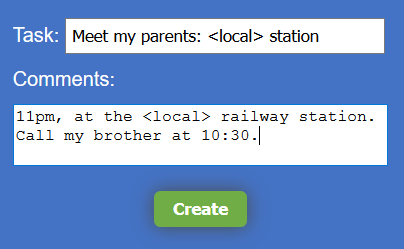 Task: Meet my parents: <local> station
Comments:
11pm, at the <local> railway station.
Call my brother at 10:30.
Create